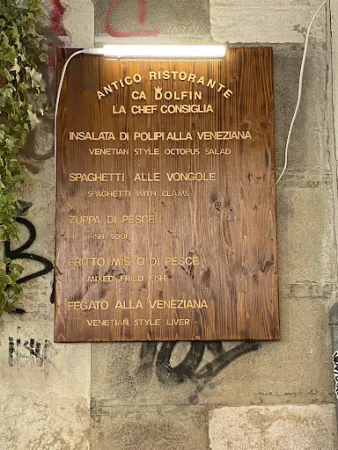 ANTICO RISTORANTE
CA DOLFIN
LA CHEF CONSIGLIA
INSALATA DI POLIPI ALLA VENEZIANA
VENETIAN STYLE OCTOPUS SALAD
SPAGHETTI ALLE VONGOLE
SPAGHETTI WITH CLAMS
ZUPPA DI PESCE
FISH SOUP
FRITTO MISTO DI PESCE
MIXED FRIED FISH
FEGATO ALLA VENEZIANA
VENETIAN STYLE LIVER